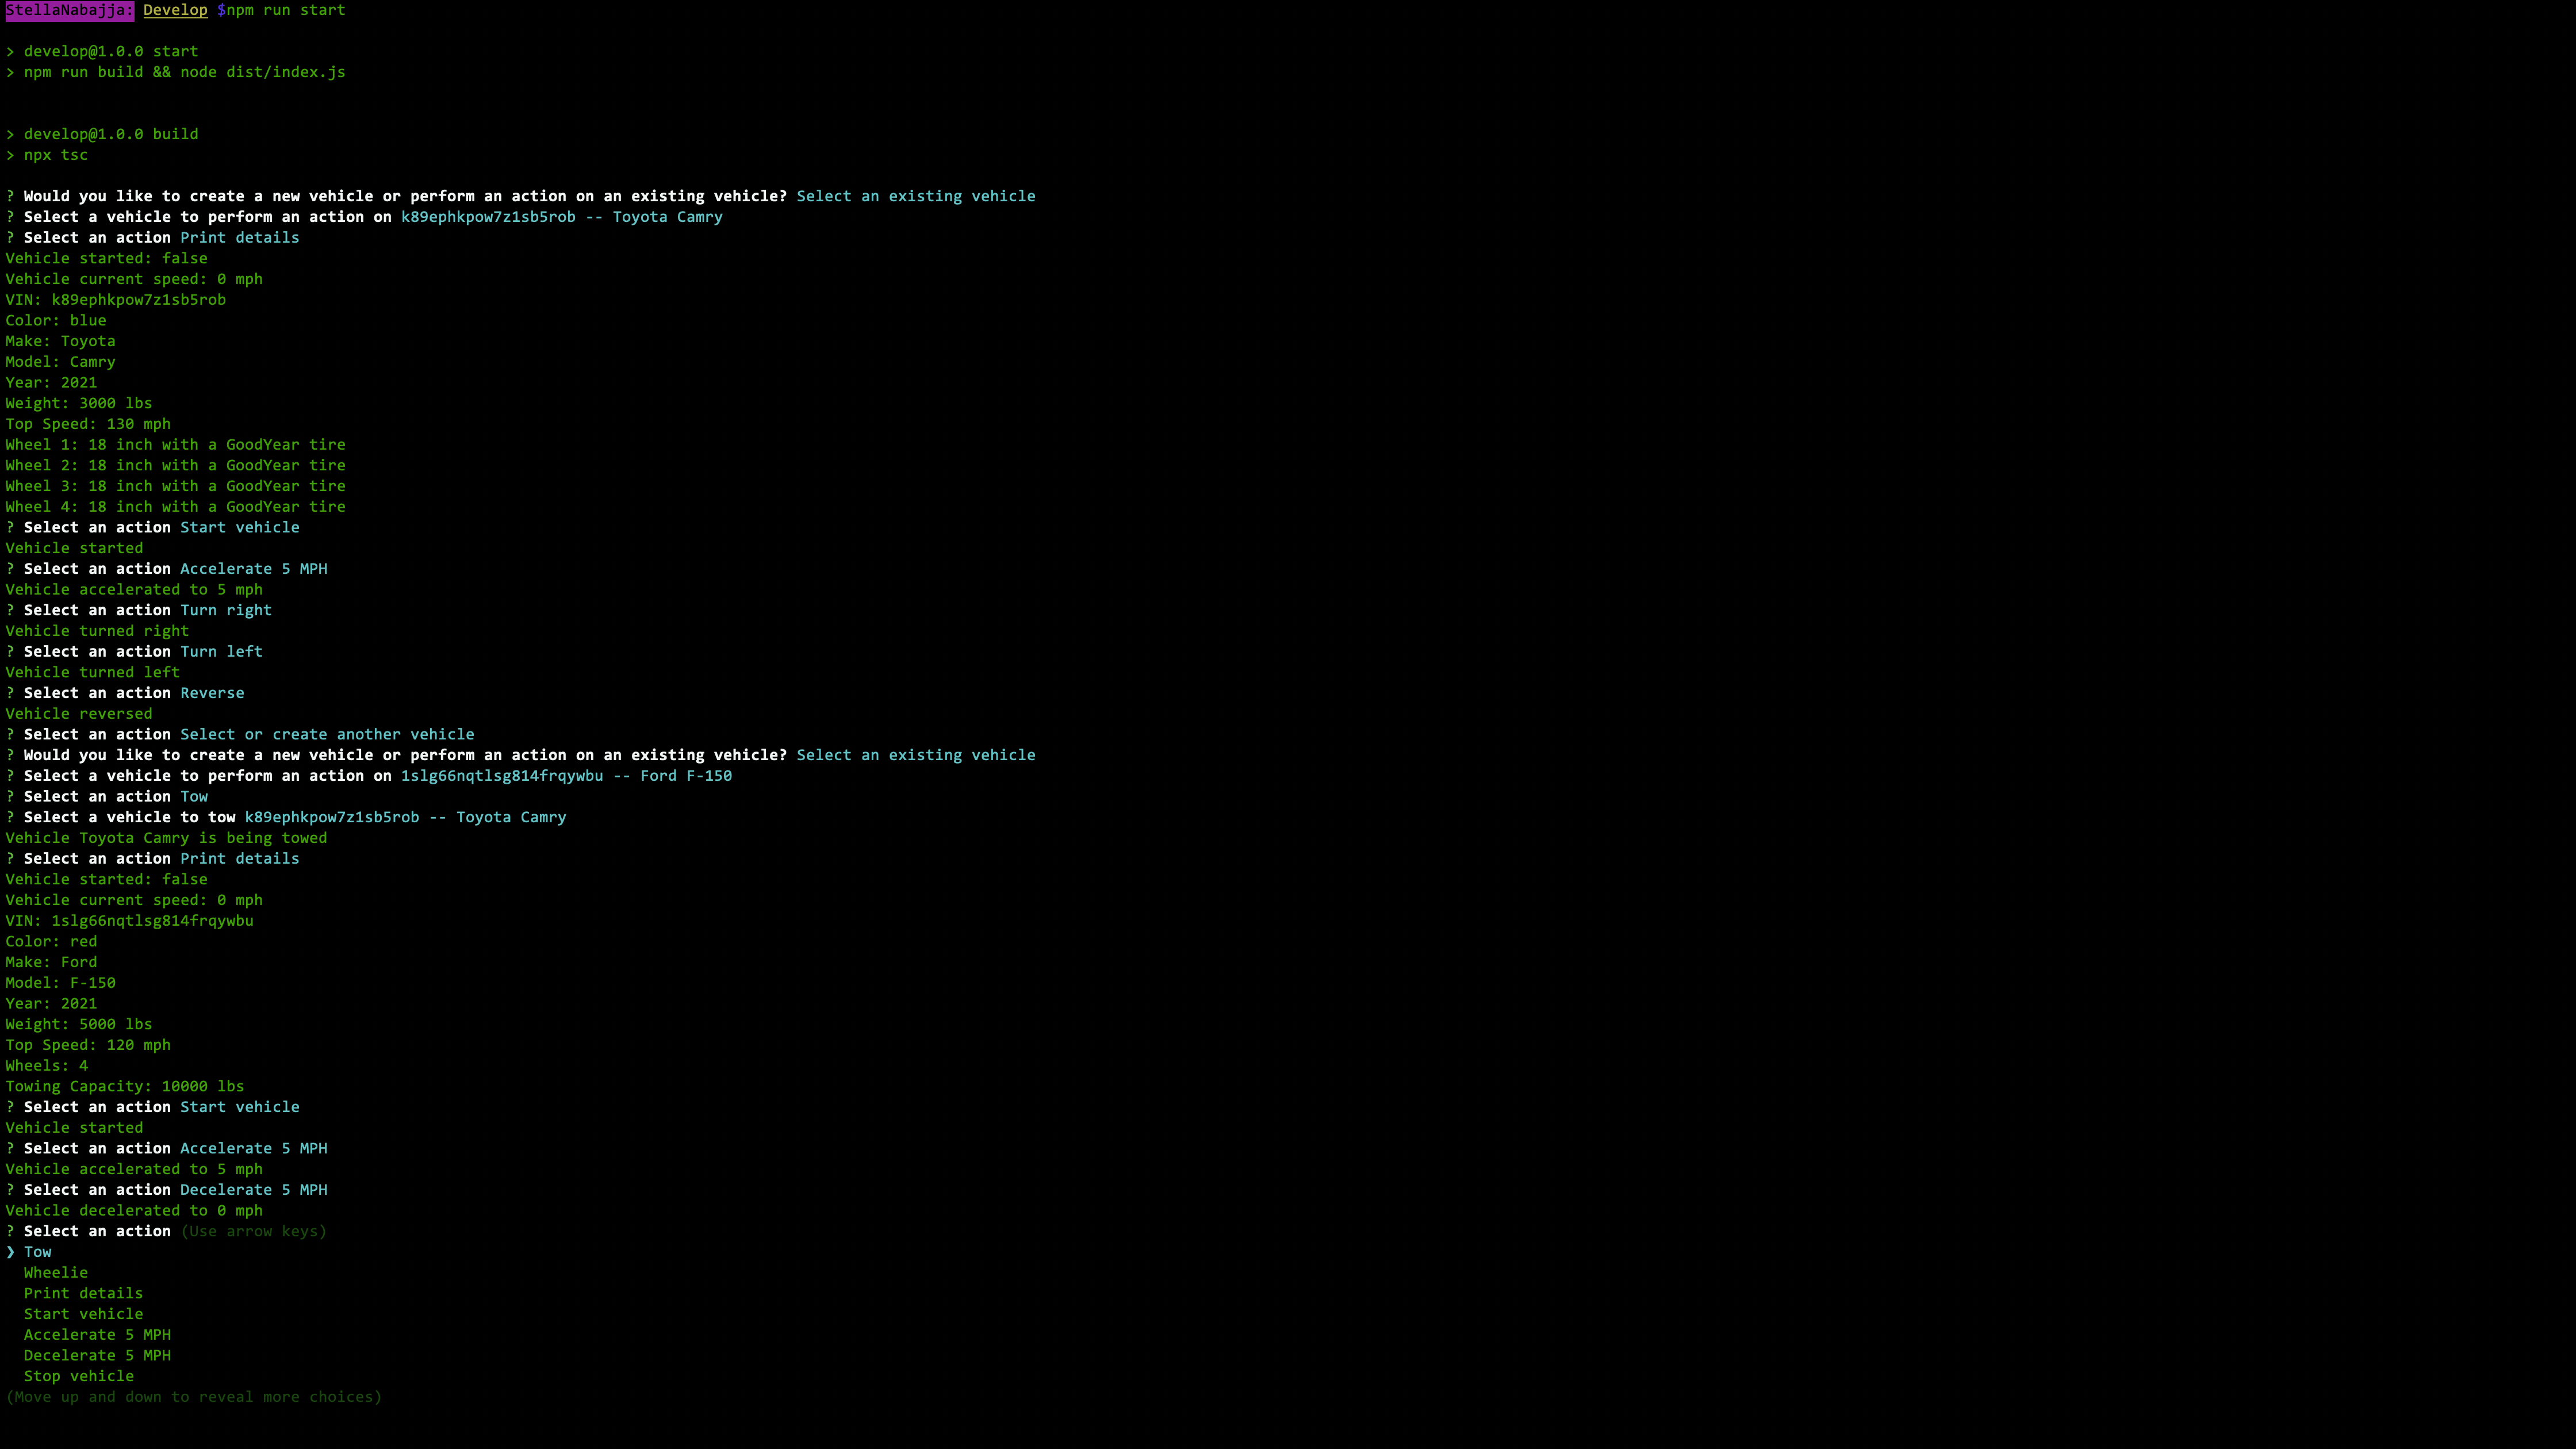 StellaNabajja: Develop $npm run start
> develop@1.0.0 start
> npm run build && node dist/index.js
> develop@1.0.0 build
> npx tsc
? Would you like to create a new vehicle or perform an action on an existing vehicle? Select an existing vehicle
? Select a vehicle to perform an action on k89ephkpow7z1sb5rob -- Toyota Camry
? Select an action Print details
Vehicle started: false
Vehicle current speed: 0 mph
VIN: k89ephkpow7z1sb5rob
Color: blue
Make: Toyota
Model: Camry
Year: 2021
Weight: 3000 lbs
Top Speed: 130 mph
Wheel 1: 18 inch with a GoodYear tire
Wheel 2: 18 inch with a GoodYear tire
Wheel 3: 18 inch with a GoodYear tire
Wheel 4: 18 inch with a GoodYear tire
? Select an action Start vehicle
Vehicle started
? Select an action Accelerate 5 MPH
Vehicle accelerated to 5 mph
? Select an action Turn right
Vehicle turned right
? Select an action Turn left
Vehicle turned left
? Select an action Reverse
Vehicle reversed
? Select an action Select or create another vehicle
? Would you like to create a new vehicle or perform an action on an existing vehicle? Select an existing vehicle
? Select a vehicle to perform an action on 1slg66nqtlsg814frqywbu -- Ford F-150
? Select an action Tow
? Select a vehicle to tow k89ephkpow7z1sb5rob -- Toyota Camry
Vehicle Toyota Camry is being towed
? Select an action Print details
Vehicle started: false
Vehicle current speed: 0 mph
VIN: 1slg66nqtlsg814frqywbu
Color: red
Make: Ford
Model: F-150
Year: 2021
Weight: 5000 lbs
Top Speed: 120 mph
Wheels: 4
Towing Capacity: 10000 lbs
? Select an action Start vehicle
Vehicle started
? Select an action Accelerate 5 MPH
Vehicle accelerated to 5 mph
? Select an action Decelerate 5 MPH
Vehicle decelerated to 0 mph
? Select an action (Use arrow keys)
❯ Tow
Wheelie
Print details
Start vehicle
Accelerate 5 MPH
Decelerate 5 MPH
Stop vehicle
(Move up and down to reveal more choices)